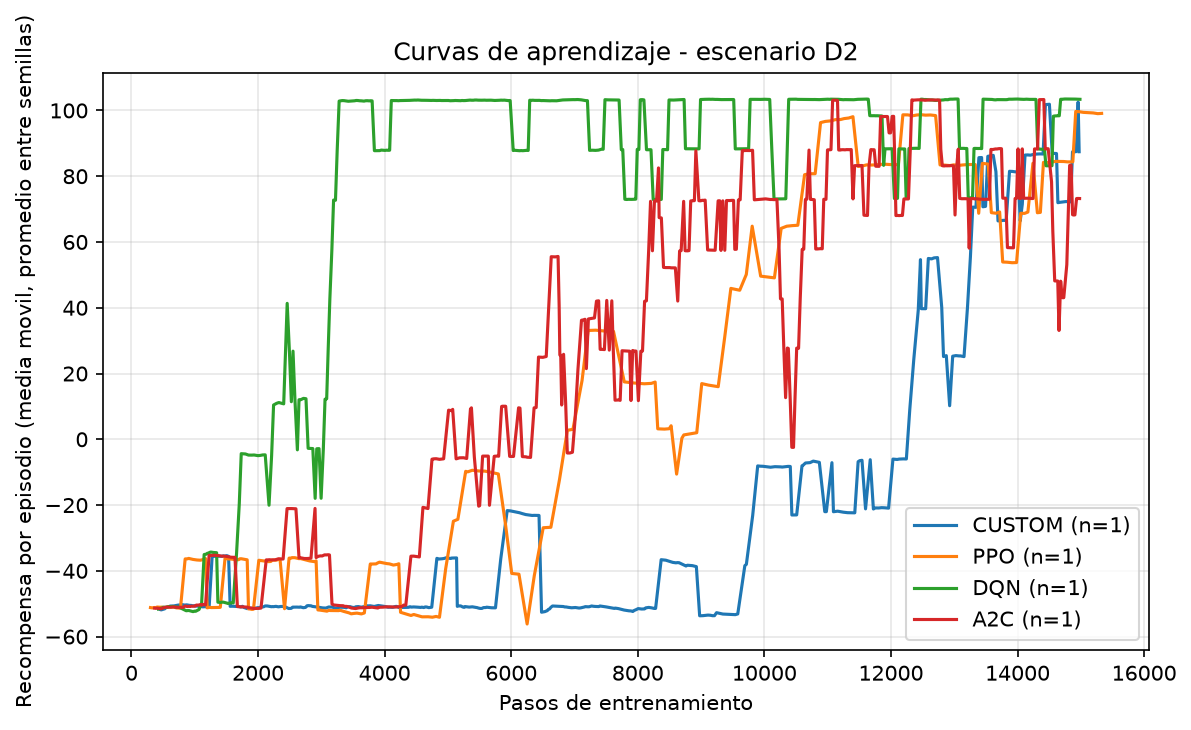 Curvas de aprendizaje - escenario D2
Recompensa por episodio (media movil, promedio entre semillas)
100
80
60
40
20
0
−20
−40
−60
0
2000
4000
6000
8000
10000
12000
14000
16000
Pasos de entrenamiento
CUSTOM (n=1)
PPO (n=1)
DQN (n=1)
A2C (n=1)